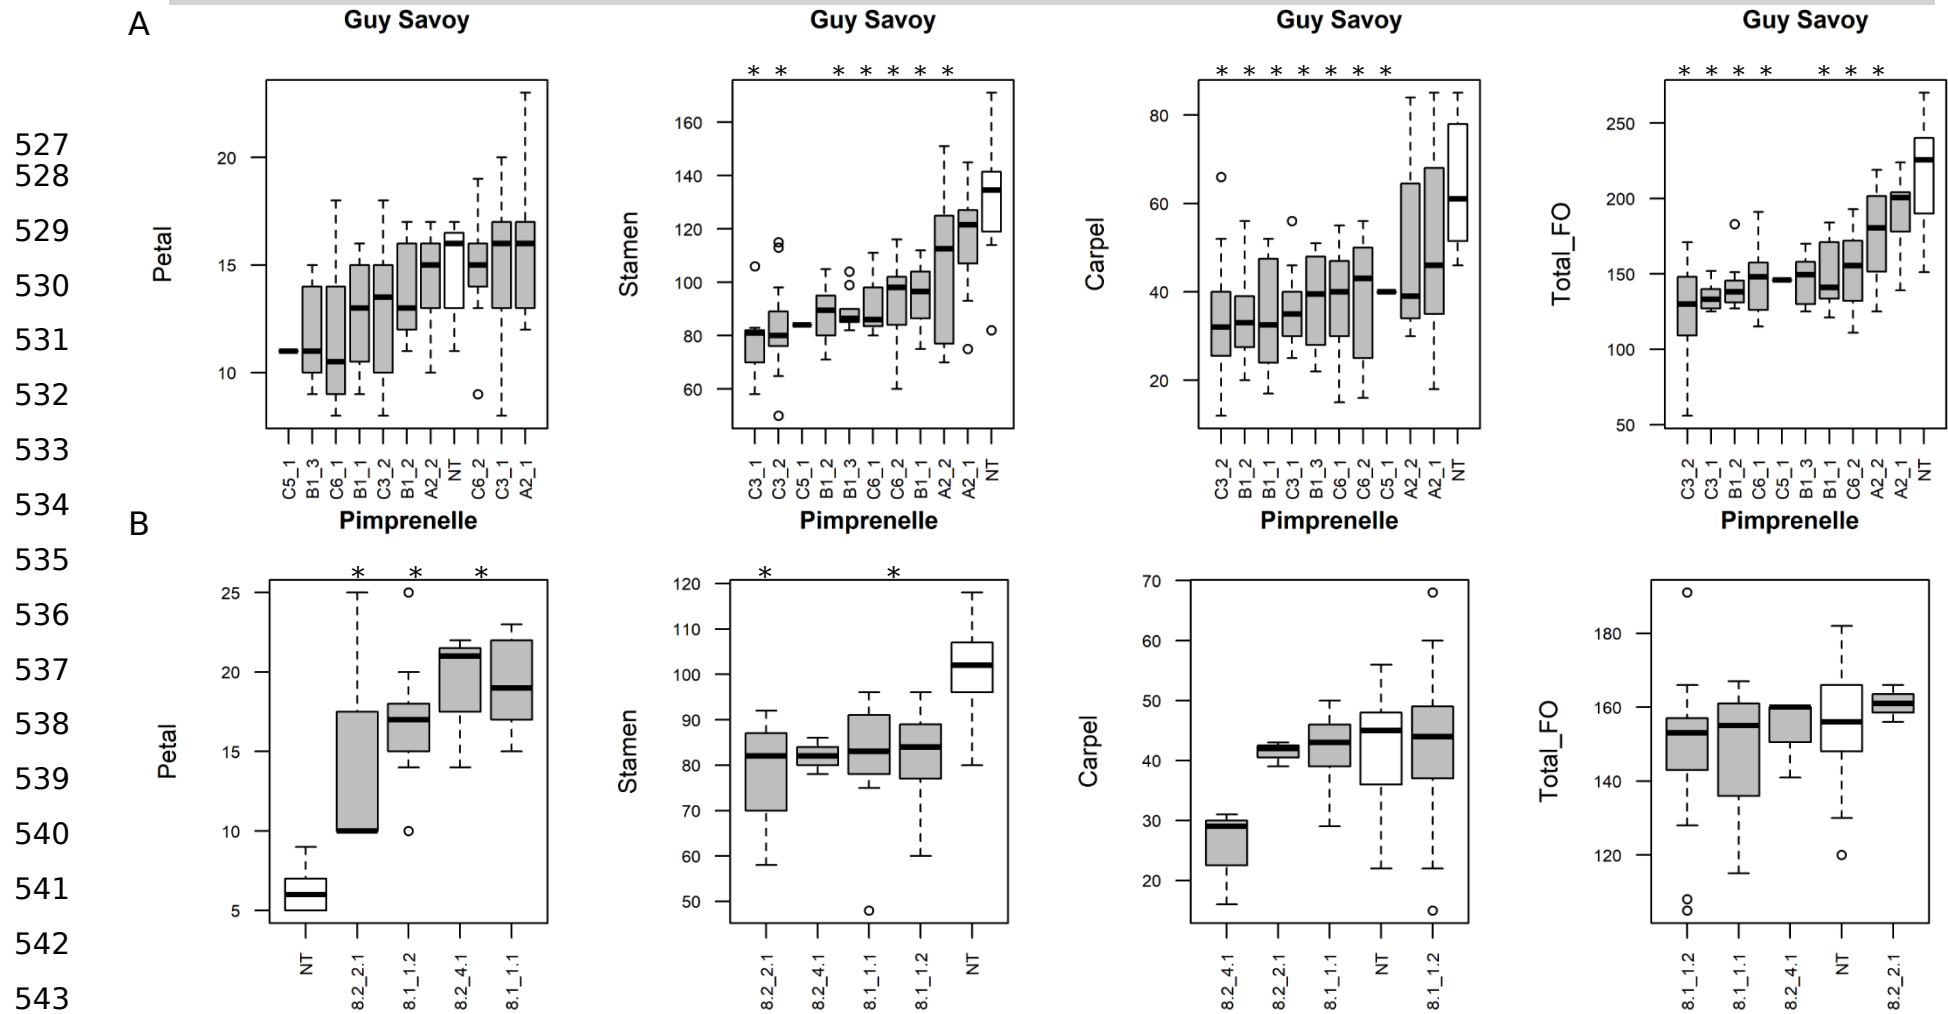 A
Guy Savoy
Guy Savoy
Guy Savoy
Guy Savoy
* * * * * * *
* * * * * * *
* * * * * * *
Petal
20
15
10
C5_1 B1_3 C6_1 B1_1 C3_2 B1_2 A2_2 NT C6_2 C3_1 A2_1
Stamen
160
140
120
100
80
60
C3_1 C3_2 C5_1 B1_2 B1_3 C6_1 C6_2 B1_1 A2_2 A2_1 NT
Carpel
80
60
40
20
C3_2 B1_2 B1_1 C3_1 B1_3 C6_1 C6_2 C5_1 A2_2 A2_1 NT
Total_FO
250
200
150
100
50
C3_2 C3_1 B1_2 C6_1 C5_1 B1_3 B1_1 C6_2 A2_2 A2_1 NT
B
Pimprenelle
Pimprenelle
Pimprenelle
Pimprenelle
* * *
* *
Petal
25
20
15
10
5
NT 8.2_2.1 8.1_1.2 8.2_4.1 8.1_1.1
Stamen
120
110
100
90
80
70
60
50
8.2_2.1 8.2_4.1 8.1_1.1 8.1_1.2 NT
Carpel
70
60
50
40
30
20
8.2_4.1 8.2_2.1 8.1_1.1 NT 8.1_1.2
Total_FO
180
160
140
120
8.1_1.2 8.1_1.1 8.2_4.1 NT 8.2_2.1
527
528
529
530
531
532
533
534
535
536
537
538
539
540
541
542
543